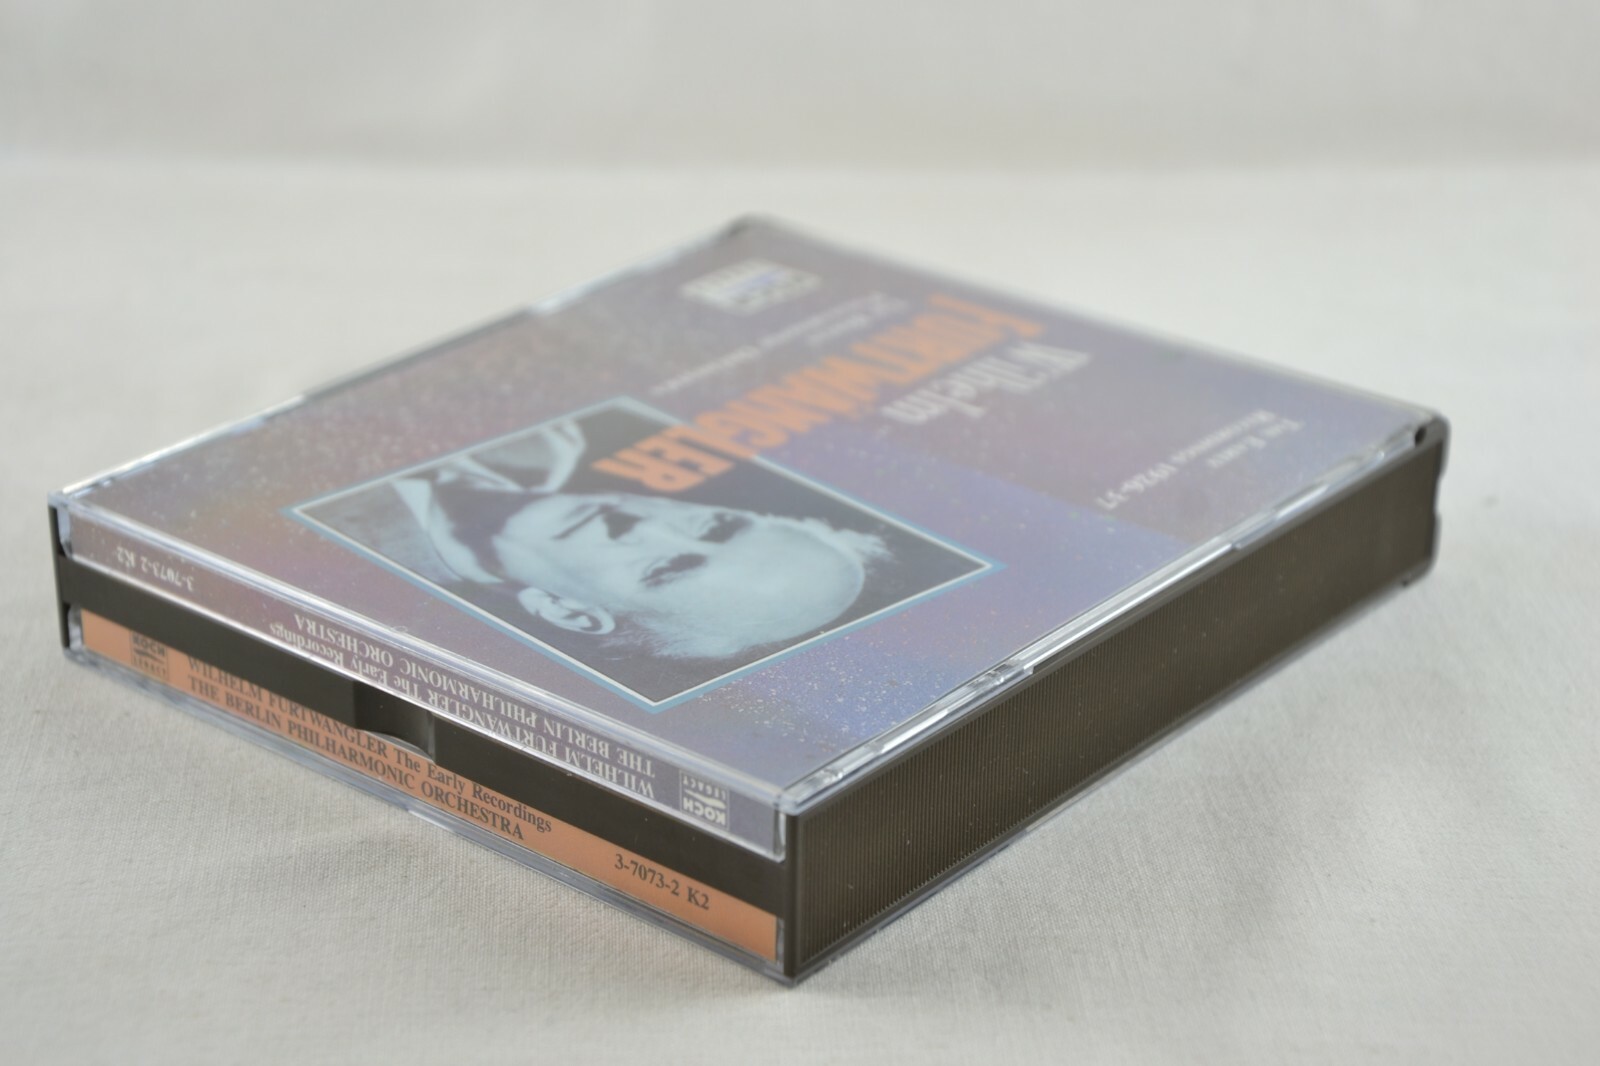 Wilhelm
FURTWÄNGLER
The Early
Recordings 1926-37
KOCH
LEGACY
WILHELM FURTWANGLER The Early Recordings
THE BERLIN PHILHARMONIC ORCHESTRA
3-7073-2 K2
KOCH
LEGACY
WILHELM FURTWANGLER The Early Recordings
THE BERLIN PHILHARMONIC ORCHESTRA
3-7073-2 K2